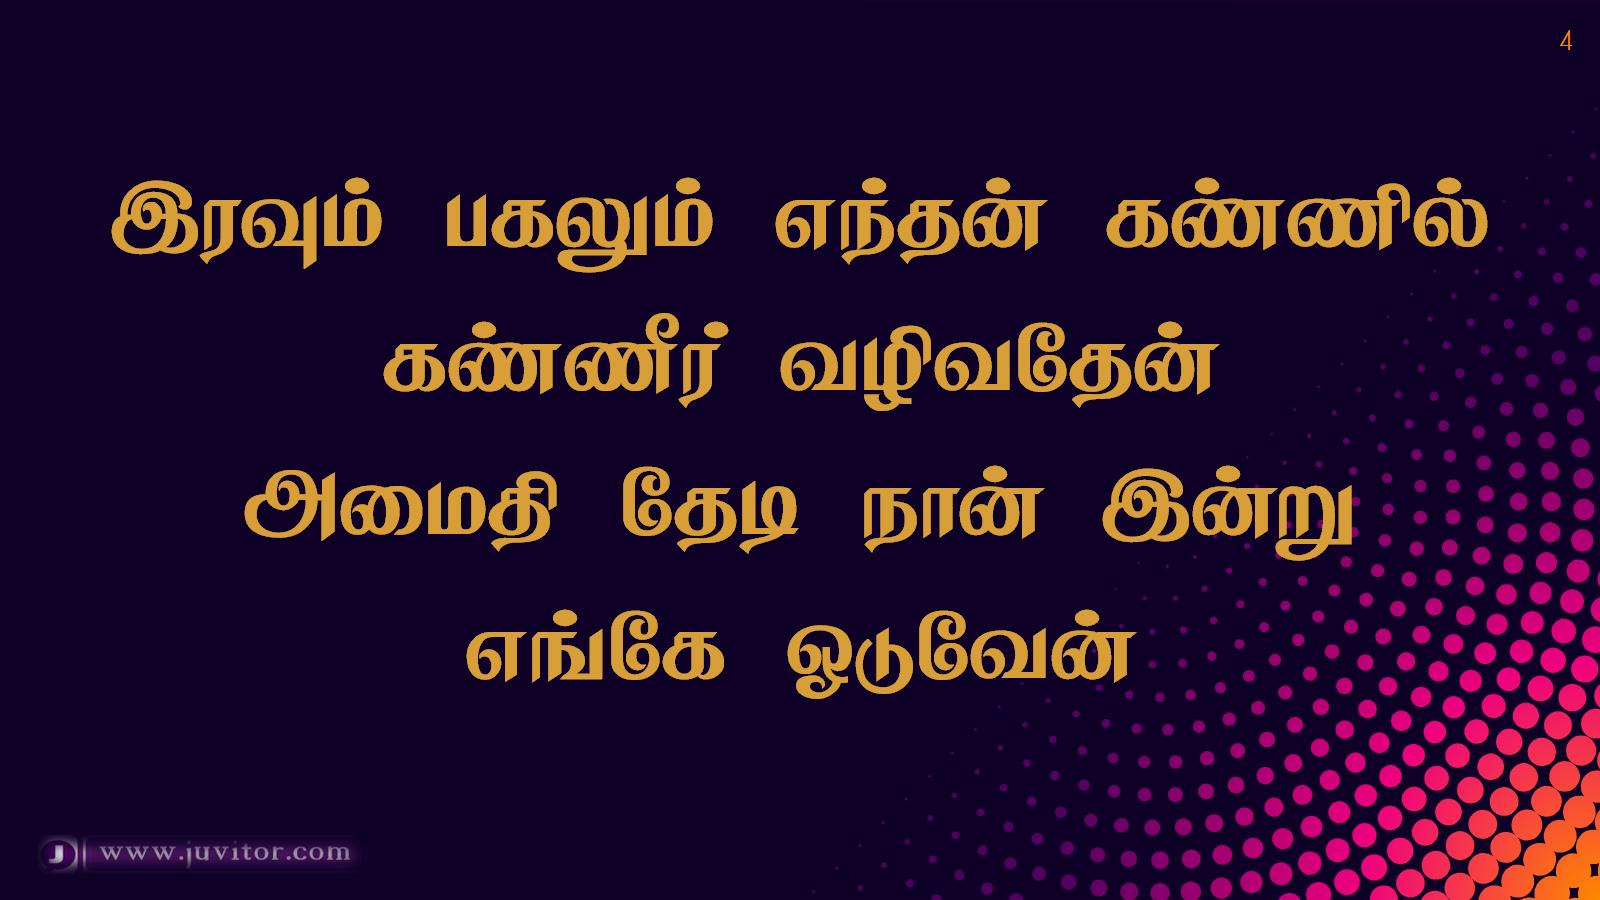 4
இரவும் பகலும் எந்தன் கண்ணில்
கண்ணீர் வழிவதேன்
அமைதி தேடி நான் இன்று
எங்கே ஓடுவேன்
J www.juvitor.com